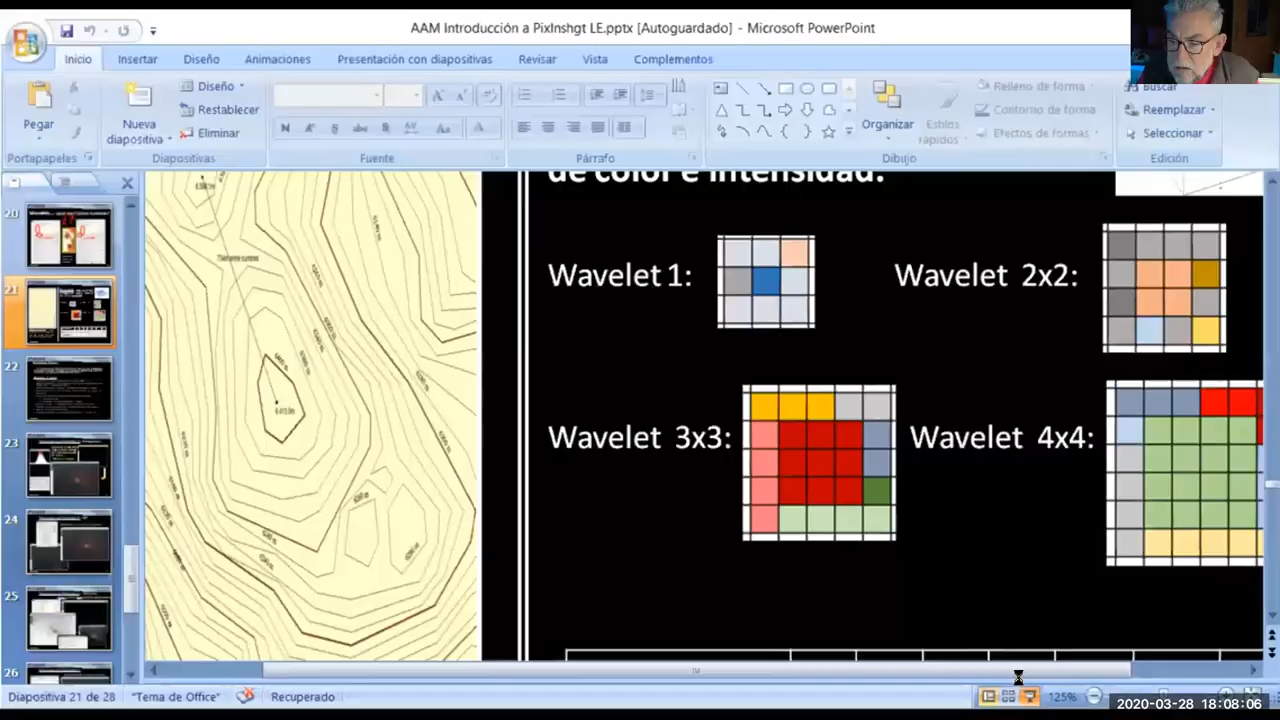 AAM Introducción a PixInshgt LE.pptx [Autoguardado] - Microsoft PowerPoint
Inicio Insertar Diseño Animaciones Presentación con diapositivas Revisar Vista Complementos
Pegar
Nueva diapositiva
Diseño
Restablecer
Eliminar
Organizar
Estilos rápidos
Relleno de forma
Contorno de forma
Efectos de formas
Buscar
Reemplazar
Seleccionar
Portapapeles Diapositivas Fuente Párrafo Dibujo Edición
20
21
22
23
24
25
26
de color e intensidad:
Wavelet 1:
Wavelet 2x2:
Wavelet 3x3:
Wavelet 4x4:
Diapositiva 21 de 28 "Tema de Office" Recuperado 125%
2020-03-28 18:08:06